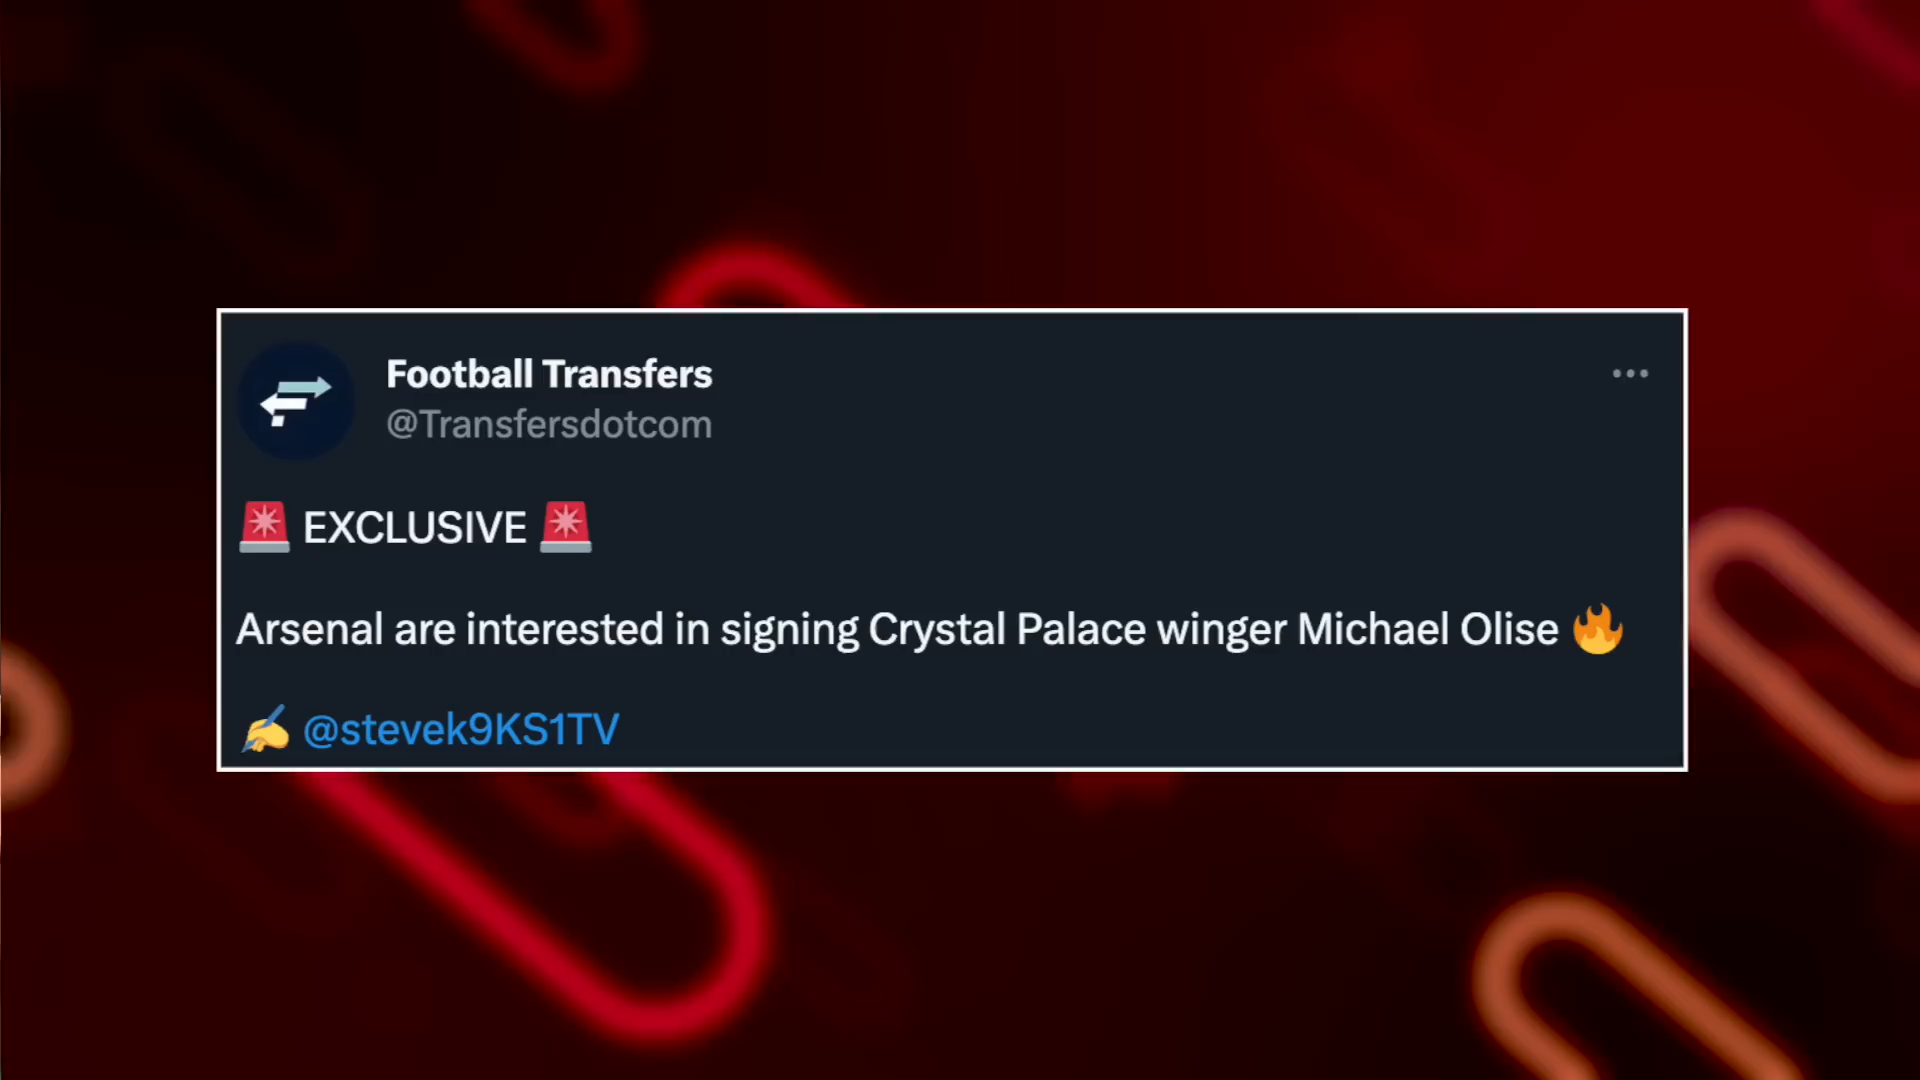 Football Transfers
@Transfersdotcom
🚨 EXCLUSIVE 🚨
Arsenal are interested in signing Crystal Palace winger Michael Olise 🔥
✍️ @stevek9KS1TV